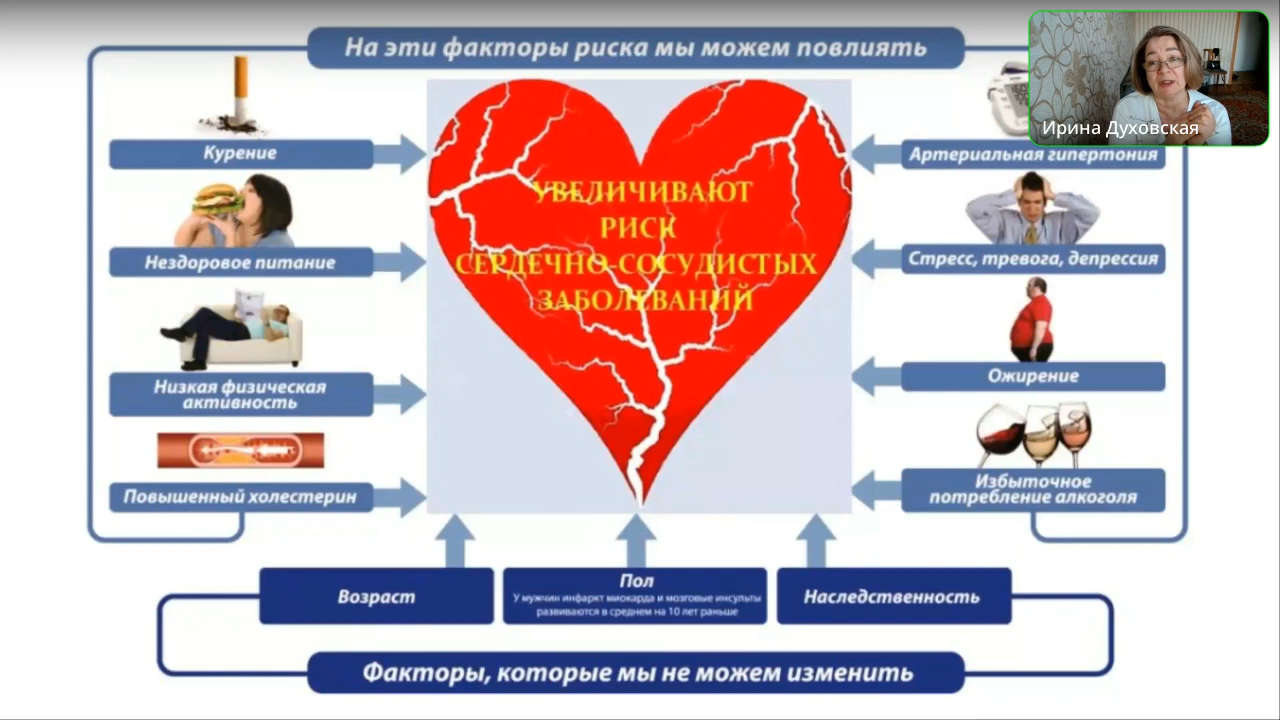 На эти факторы риска мы можем повлиять
Ирина Духовская
Курение
Нездоровое питание
Низкая физическая
активность
Повышенный холестерин
УВЕЛИЧИВАЮТ
РИСК
СЕРДЕЧНО-СОСУДИСТЫХ
ЗАБОЛЕВАНИЙ
Артериальная гипертония
Стресс, тревога, депрессия
Ожирение
Избыточное
потребление алкоголя
Возраст
Пол
У мужчин инфаркт миокарда и мозговые инсульты
развиваются в среднем на 10 лет раньше
Наследственность
Факторы, которые мы не можем изменить